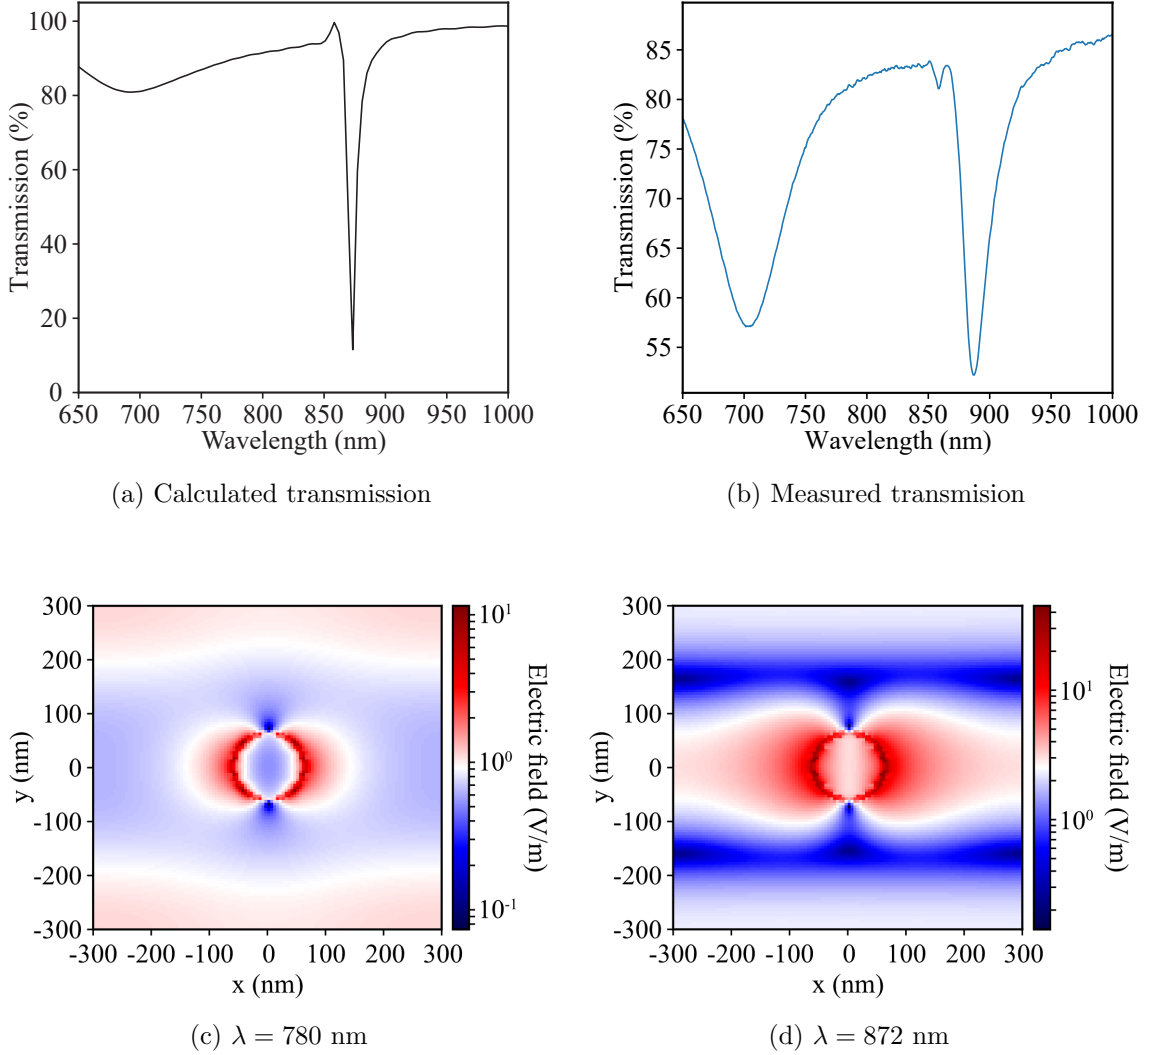 100
80
60
40
20
0
Transmission (%)
650 700 750 800 850 900 950 1000
Wavelength (nm)
(a) Calculated transmission
85
80
75
70
65
60
55
Transmission (%)
650 700 750 800 850 900 950 1000
Wavelength (nm)
(b) Measured transmision
300
200
100
0
-100
-200
-300
y (nm)
-300 -200 -100 0 100 200 300
x (nm)
10¹
10⁰
10⁻¹
Electric field (V/m)
(c) λ = 780 nm
300
200
100
0
-100
-200
-300
y (nm)
-300 -200 -100 0 100 200 300
x (nm)
10¹
10⁰
Electric field (V/m)
(d) λ = 872 nm